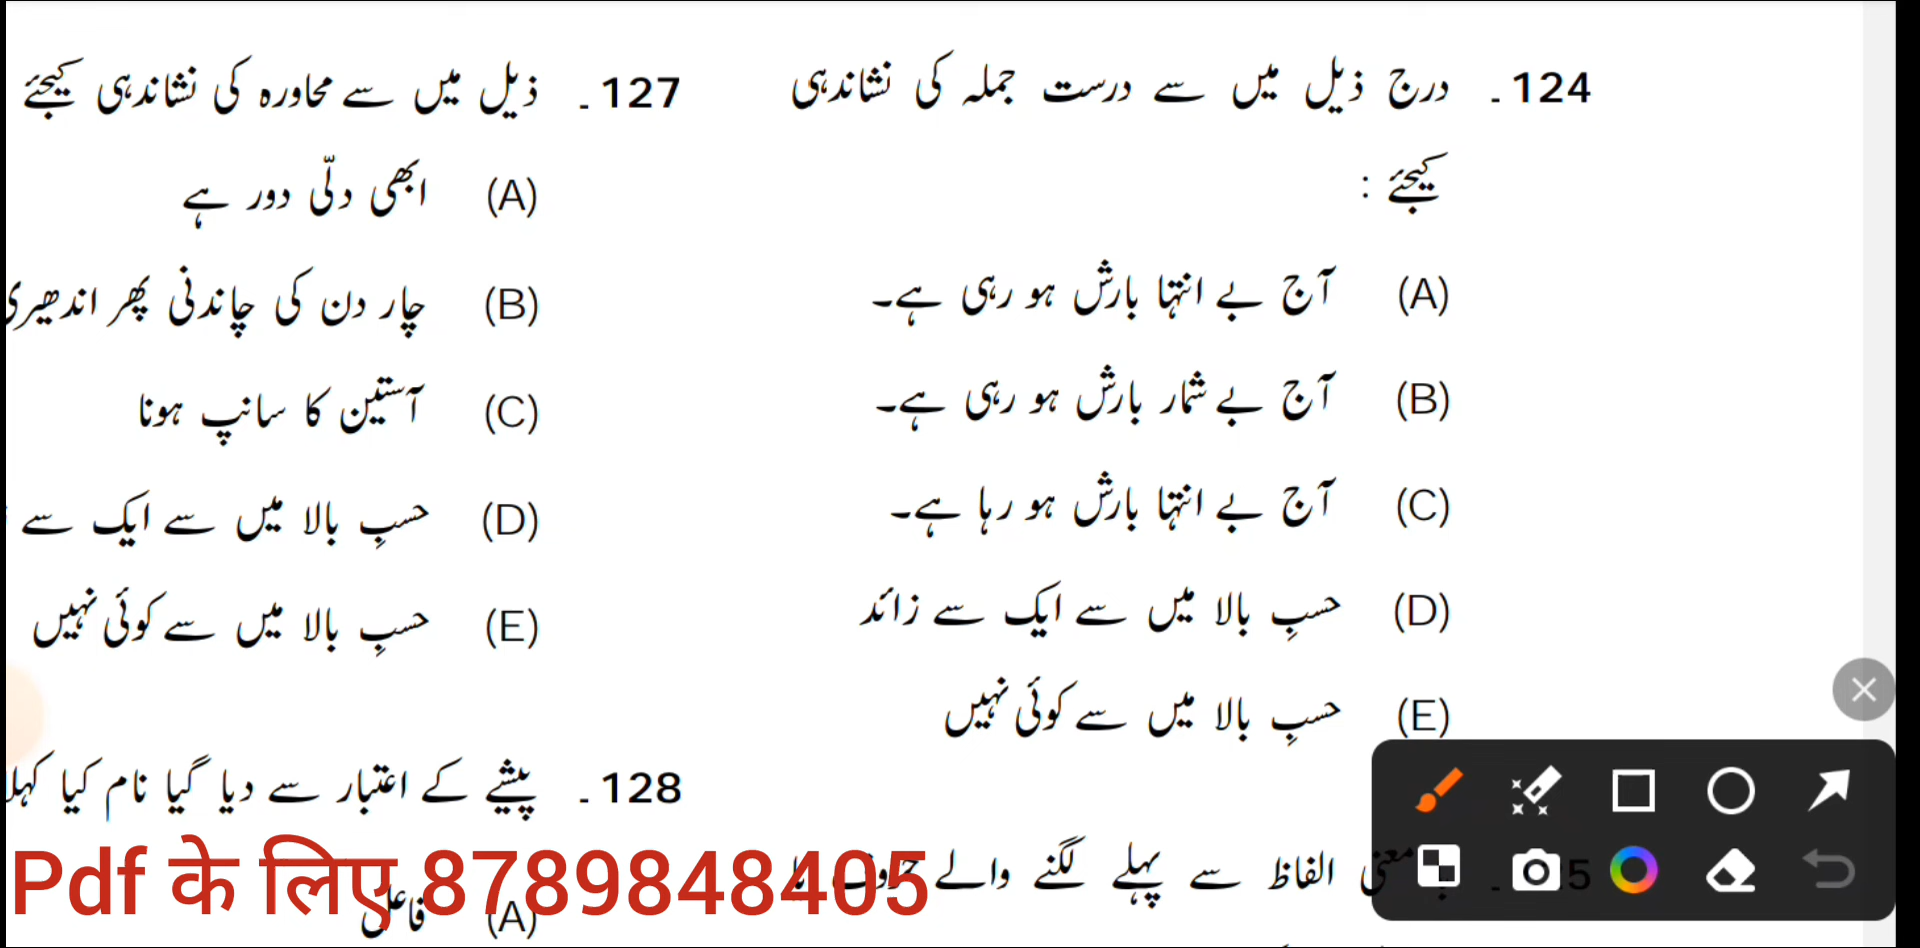 124۔ درج ذیل میں سے درست جملہ کی نشاندہی
کیجئے :
(A) آج بے انتہا بارش ہو رہی ہے۔
(B) آج بے شمار بارش ہو رہی ہے۔
(C) آج بے انتہا بارش ہو رہا ہے۔
(D) حسبِ بالا میں سے ایک سے زائد
(E) حسبِ بالا میں سے کوئی نہیں
معنی الفاظ سے پہلے لگنے والے
127۔ ذیل میں سے محاورہ کی نشاندہی کیجئے
(A) ابھی دلّی دور ہے
(B) چار دن کی چاندنی پھر اندھیری
(C) آستین کا سانپ ہونا
(D) حسبِ بالا میں سے ایک سے
(E) حسبِ بالا میں سے کوئی نہیں
128۔ پیشے کے اعتبار سے دیا گیا نام کیا
(A) فاعلی
Pdf के लिए 8789848405